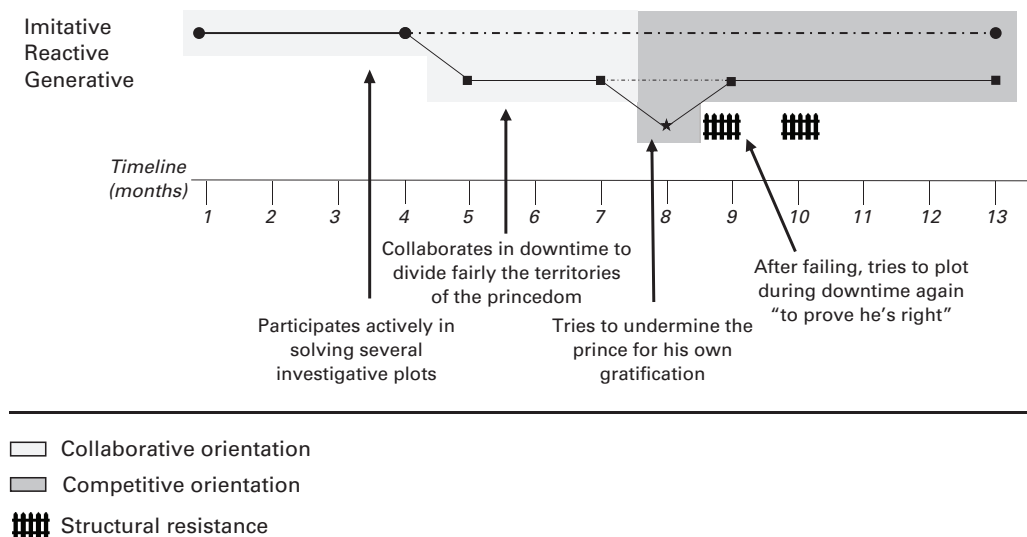 Imitative
Reactive
Generative
Timeline
(months)
1 2 3 4 5 6 7 8 9 10 11 12 13
Collaborates in downtime to
divide fairly the territories
of the princedom
After failing, tries to plot
during downtime again
“to prove he’s right”
Participates actively in
solving several
investigative plots
Tries to undermine the
prince for his own
gratification
Collaborative orientation
Competitive orientation
Structural resistance